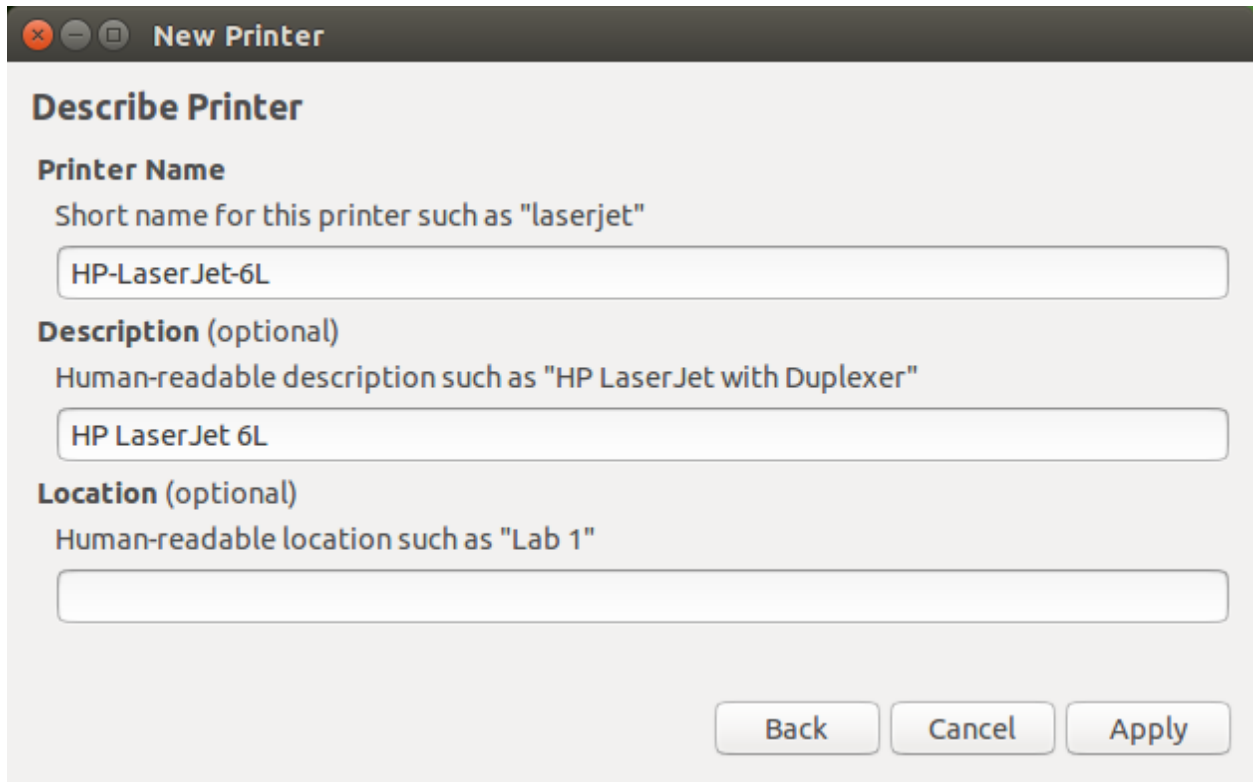 New Printer
Describe Printer
Printer Name
Short name for this printer such as "laserjet"
HP-LaserJet-6L
Description (optional)
Human-readable description such as "HP LaserJet with Duplexer"
HP LaserJet 6L
Location (optional)
Human-readable location such as "Lab 1"
Back Cancel Apply